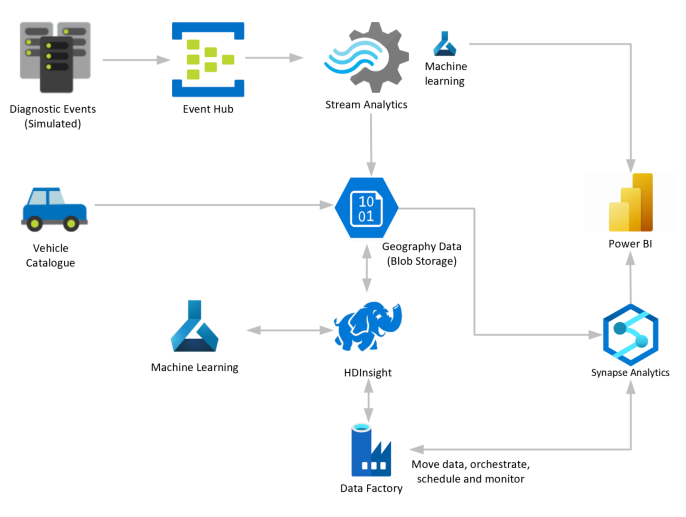 Diagnostic Events
(Simulated)
Event Hub
Stream Analytics
Machine
learning
Vehicle
Catalogue
10
01
Geography Data
(Blob Storage)
Power BI
Machine Learning
HDInsight
Synapse Analytics
Data Factory
Move data, orchestrate,
schedule and monitor